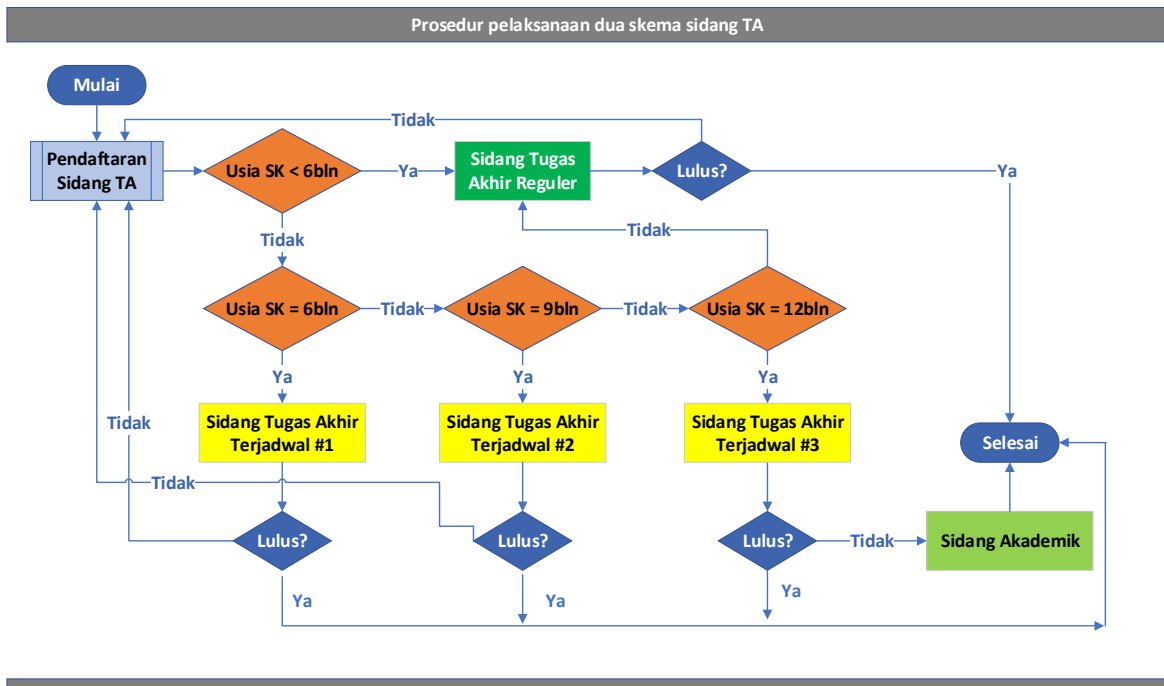 Prosedur pelaksanaan dua skema sidang TA
Mulai
Tidak
Pendaftaran
Sidang TA
Usia SK < 6bln
Ya
Sidang Tugas
Akhir Reguler
Lulus?
Ya
Tidak
Tidak
Usia SK = 6bln
Tidak
Usia SK = 9bln
Tidak
Usia SK = 12bln
Ya
Ya
Ya
Tidak
Sidang Tugas Akhir
Terjadwal #1
Sidang Tugas Akhir
Terjadwal #2
Sidang Tugas Akhir
Terjadwal #3
Selesai
Tidak
Lulus?
Lulus?
Lulus?
Tidak
Sidang Akademik
Ya
Ya
Ya